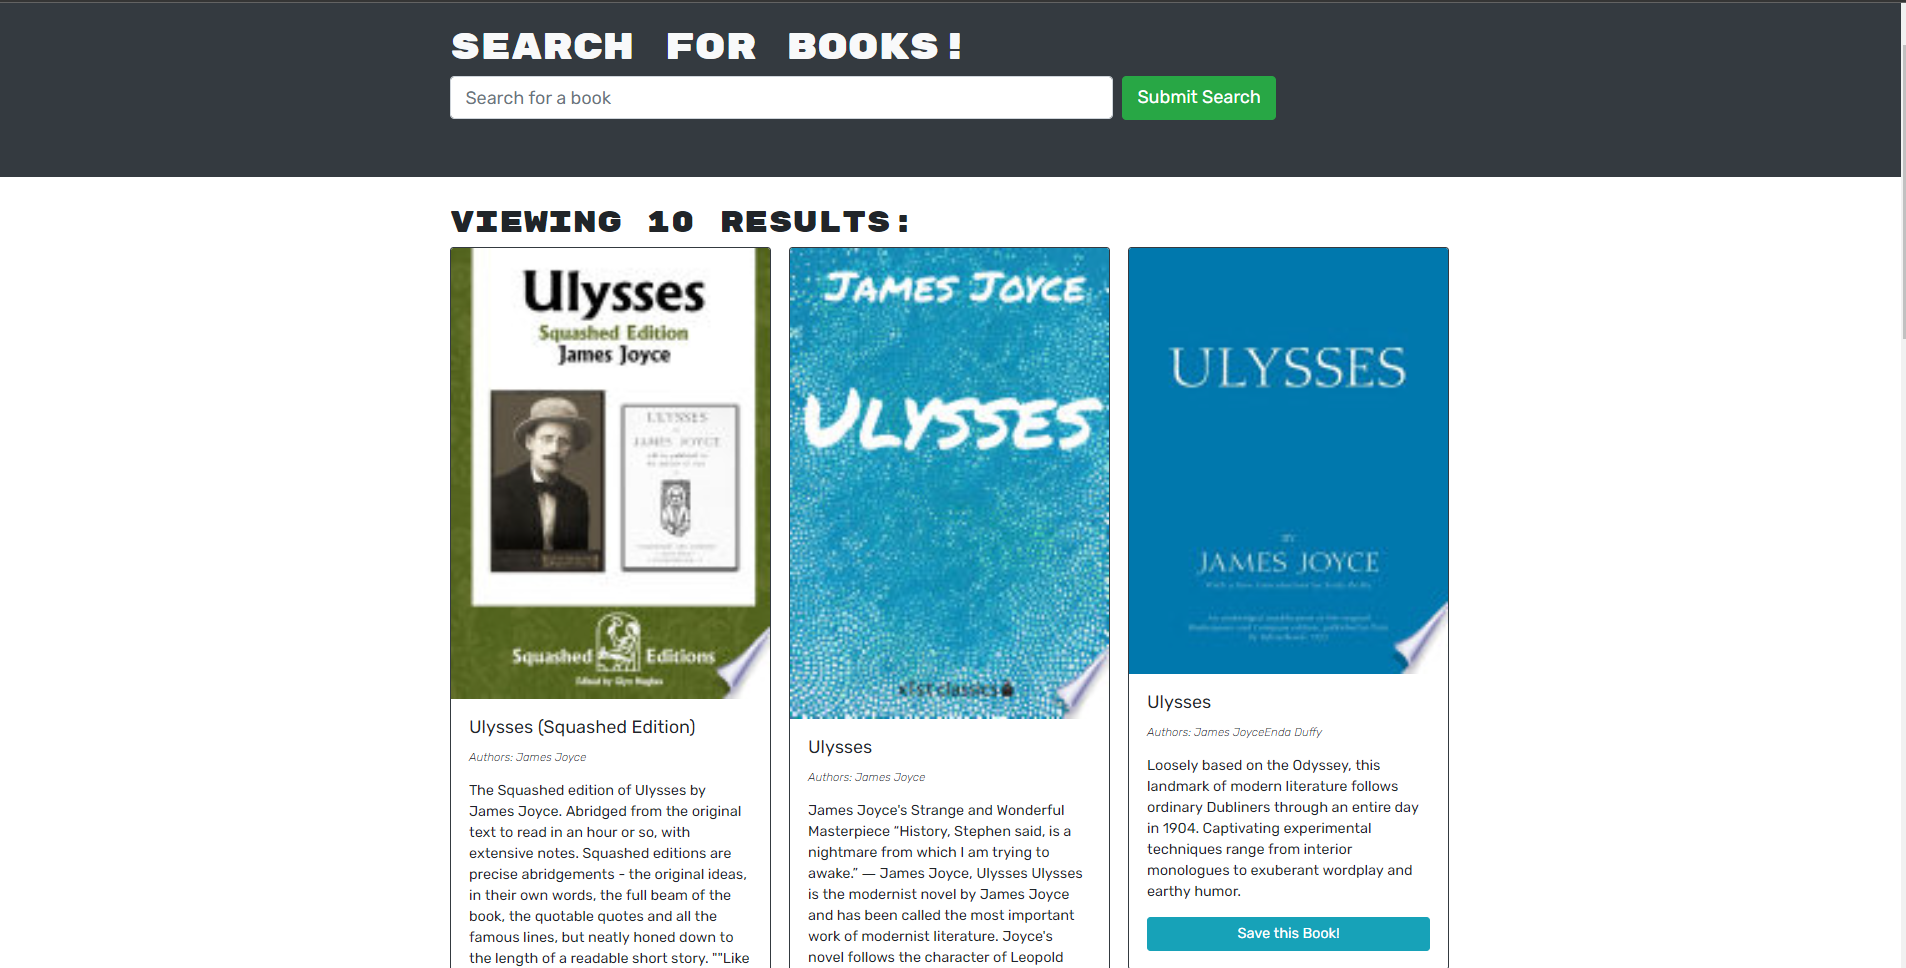 SEARCH FOR BOOKS!
Search for a book
Submit Search
VIEWING 10 RESULTS:
Ulysses
Squashed Edition
James Joyce
ULYSSES
JAMES JOYCE
Squashed Editions
Edited by Glyn Hughes
Ulysses (Squashed Edition)
Authors: James Joyce
The Squashed edition of Ulysses by
James Joyce. Abridged from the original
text to read in an hour or so, with
extensive notes. Squashed editions are
precise abridgements - the original ideas,
in their own words, the full beam of the
book, the quotable quotes and all the
famous lines, but neatly honed down to
the length of a readable short story. ""Like
JAMES JOYCE
ULYSSES
x1st classics
Ulysses
Authors: James Joyce
James Joyce's Strange and Wonderful
Masterpiece “History, Stephen said, is a
nightmare from which I am trying to
awake.” — James Joyce, Ulysses Ulysses
is the modernist novel by James Joyce
and has been called the most important
work of modernist literature. Joyce's
novel follows the character of Leopold
ULYSSES
BY
JAMES JOYCE
Ulysses
Authors: James JoyceEnda Duffy
Loosely based on the Odyssey, this
landmark of modern literature follows
ordinary Dubliners through an entire day
in 1904. Captivating experimental
techniques range from interior
monologues to exuberant wordplay and
earthy humor.
Save this Book!